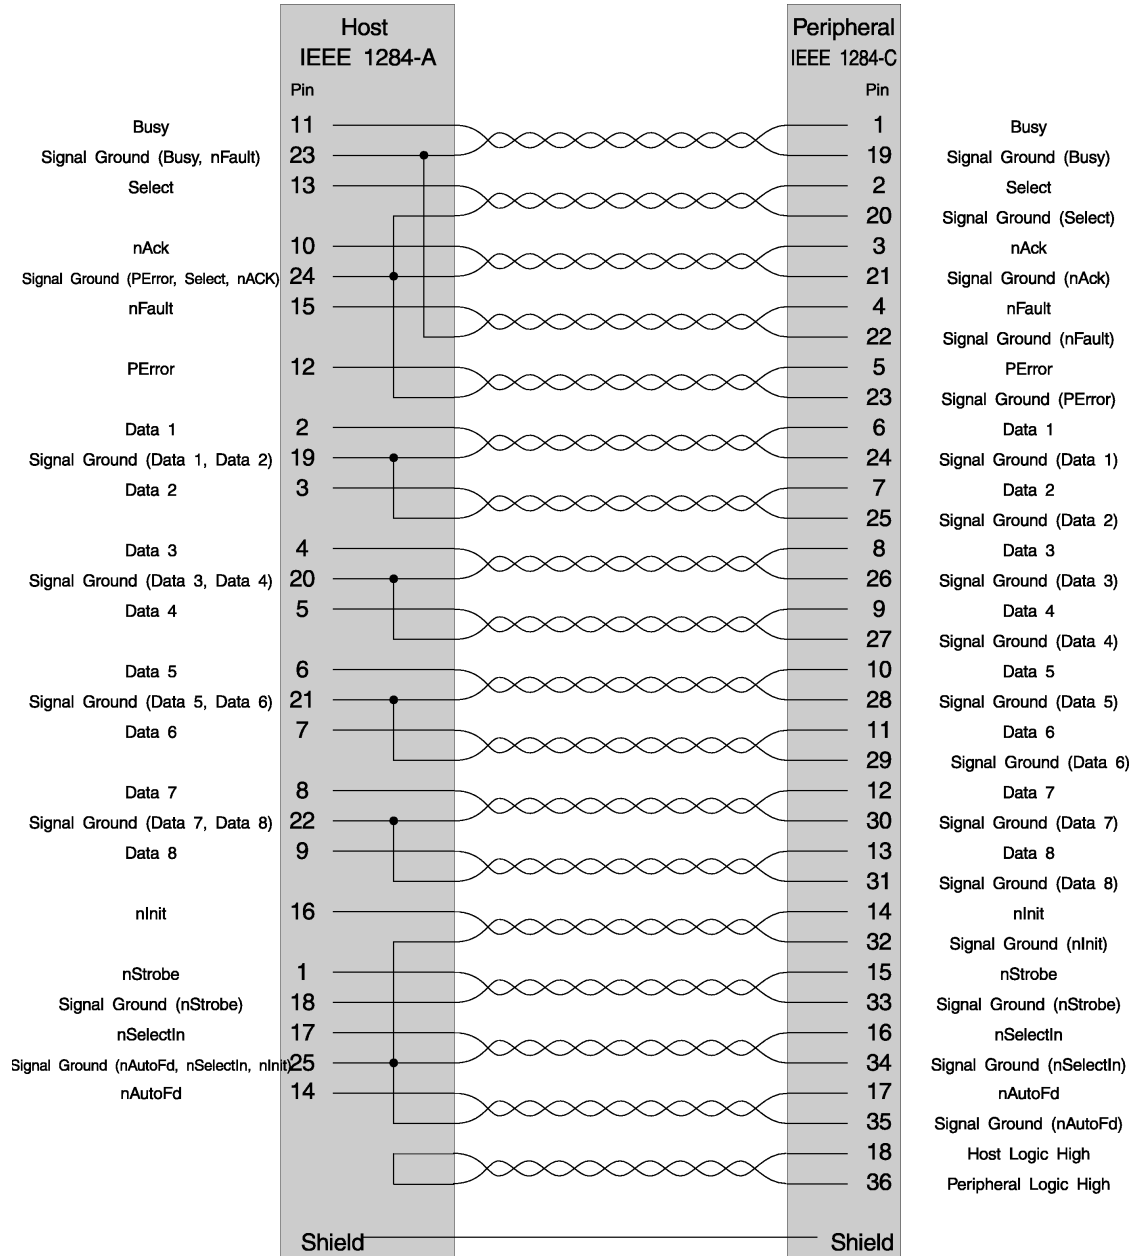 Host Peripheral
IEEE 1284-A IEEE 1284-C
Pin Pin
Busy 11 1 Busy
Signal Ground (Busy, nFault) 23 19 Signal Ground (Busy)
Select 13 2 Select
20 Signal Ground (Select)
nAck 10 3 nAck
Signal Ground (PError, Select, nACK) 24 21 Signal Ground (nAck)
nFault 15 4 nFault
22 Signal Ground (nFault)
PError 12 5 PError
23 Signal Ground (PError)
Data 1 2 6 Data 1
Signal Ground (Data 1, Data 2) 19 24 Signal Ground (Data 1)
Data 2 3 7 Data 2
25 Signal Ground (Data 2)
Data 3 4 8 Data 3
Signal Ground (Data 3, Data 4) 20 26 Signal Ground (Data 3)
Data 4 5 9 Data 4
27 Signal Ground (Data 4)
Data 5 6 10 Data 5
Signal Ground (Data 5, Data 6) 21 28 Signal Ground (Data 5)
Data 6 7 11 Data 6
29 Signal Ground (Data 6)
Data 7 8 12 Data 7
Signal Ground (Data 7, Data 8) 22 30 Signal Ground (Data 7)
Data 8 9 13 Data 8
31 Signal Ground (Data 8)
nInit 16 14 nInit
32 Signal Ground (nInit)
nStrobe 1 15 nStrobe
Signal Ground (nStrobe) 18 33 Signal Ground (nStrobe)
nSelectIn 17 16 nSelectIn
Signal Ground (nAutoFd, nSelectIn, nInit) 25 34 Signal Ground (nSelectIn)
nAutoFd 14 17 nAutoFd
35 Signal Ground (nAutoFd)
18 Host Logic High
36 Peripheral Logic High
Shield Shield